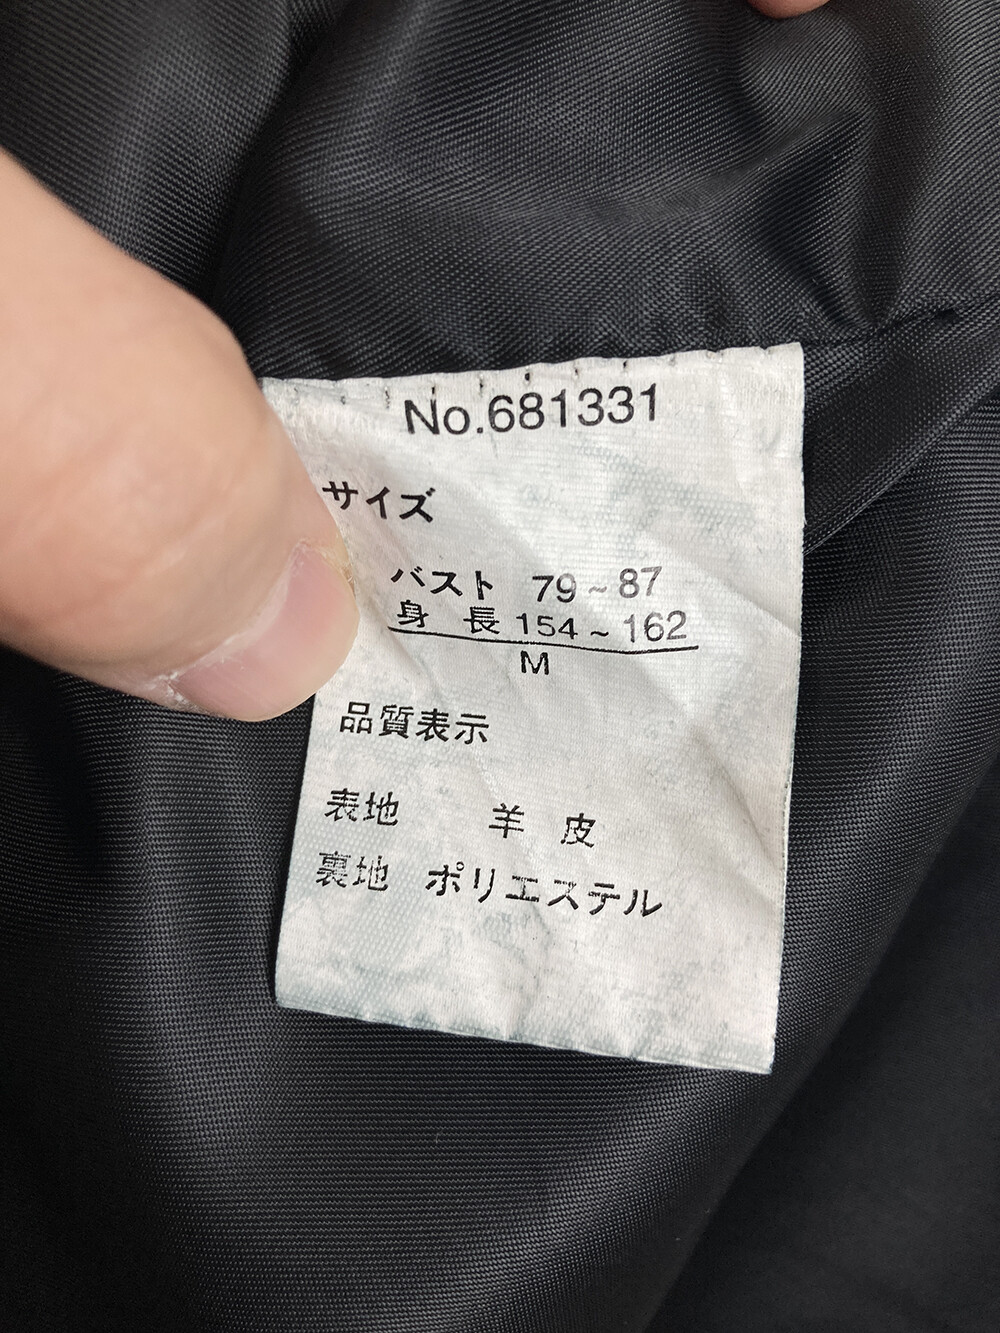 No.681331
サイズ
バスト 79~87
身 長 154~162
M
品質表示
表地 羊 皮
裏地 ポリエステル